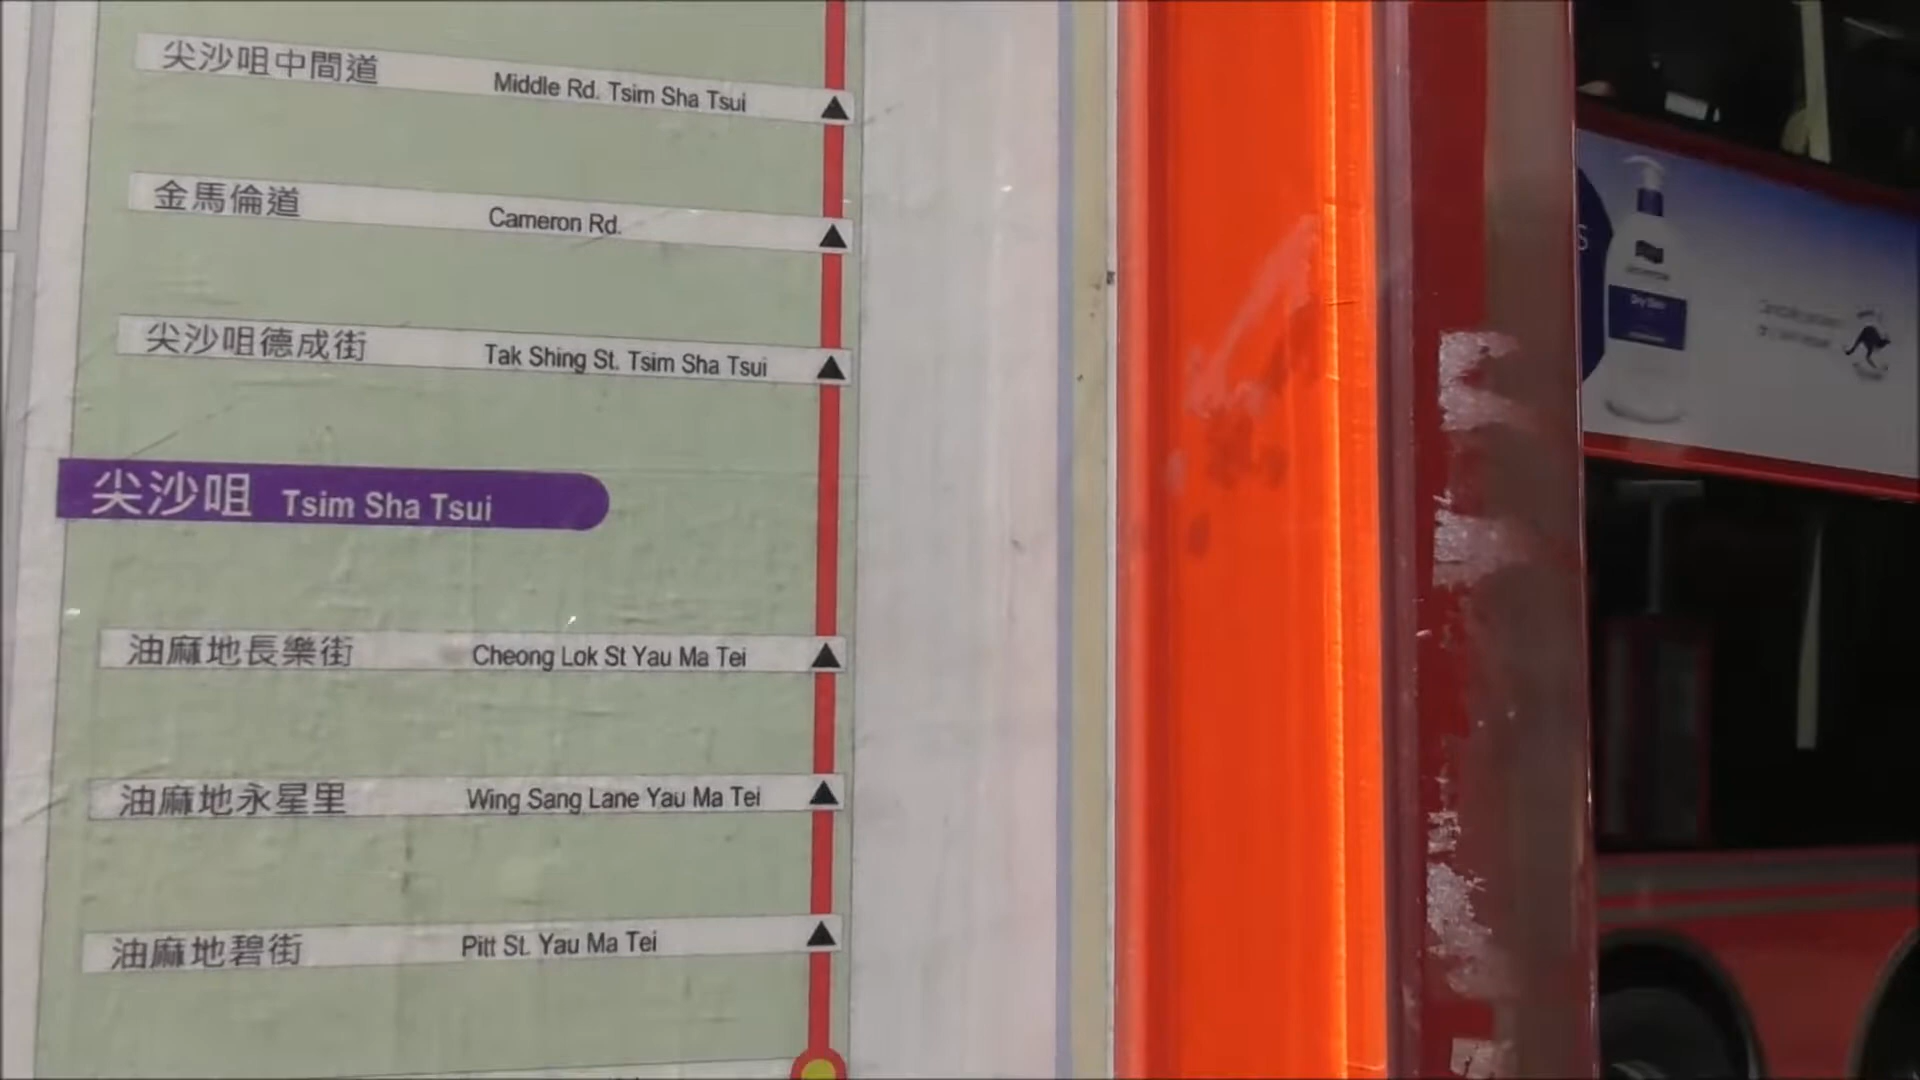 尖沙咀中間道 Middle Rd. Tsim Sha Tsui
金馬倫道 Cameron Rd.
尖沙咀德成街 Tak Shing St. Tsim Sha Tsui
尖沙咀 Tsim Sha Tsui
油麻地長樂街 Cheong Lok St Yau Ma Tei
油麻地永星里 Wing Sang Lane Yau Ma Tei
油麻地碧街 Pitt St. Yau Ma Tei
S